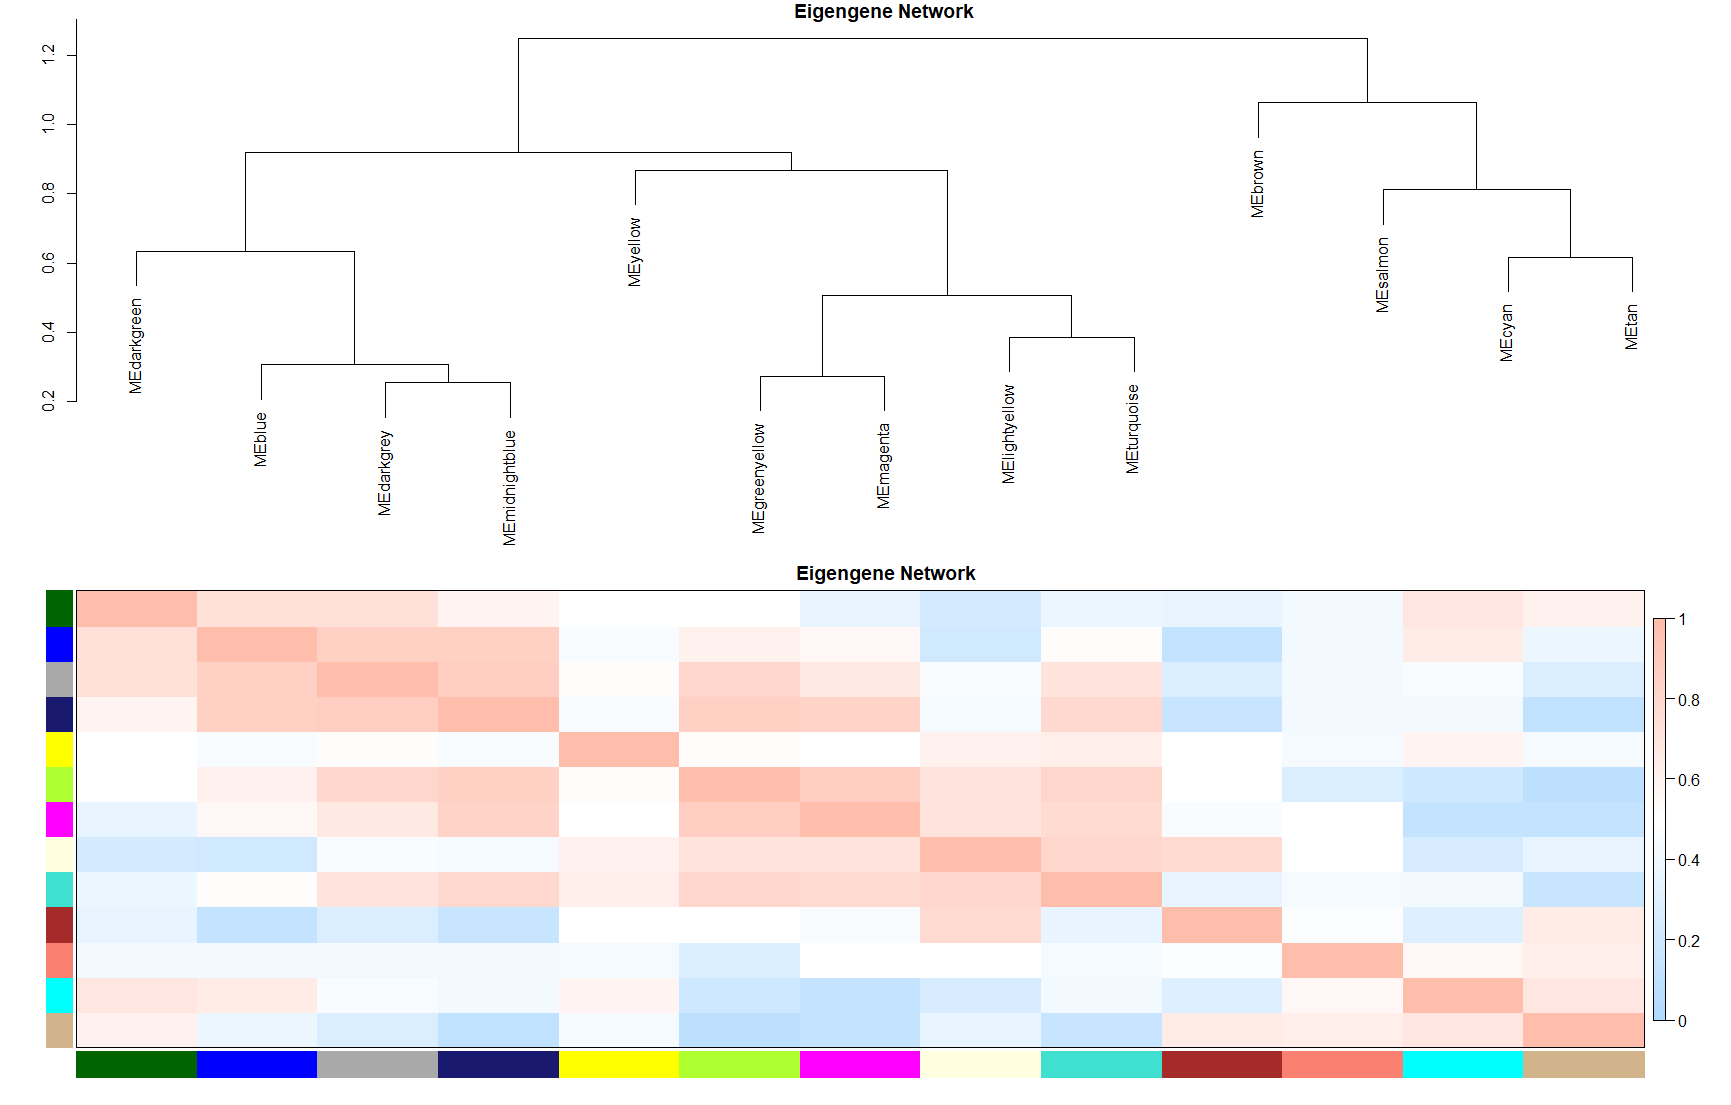 Eigengene Network
1.2
1.0
0.8
0.6
0.4
0.2
MEdarkgreen
MEblue
MEdarkgrey
MEmidnightblue
MEyellow
MEgreenyellow
MEmagenta
MElightyellow
MEturquoise
MEbrown
MEsalmon
MEcyan
MEtan
Eigengene Network
1
0.8
0.6
0.4
0.2
0